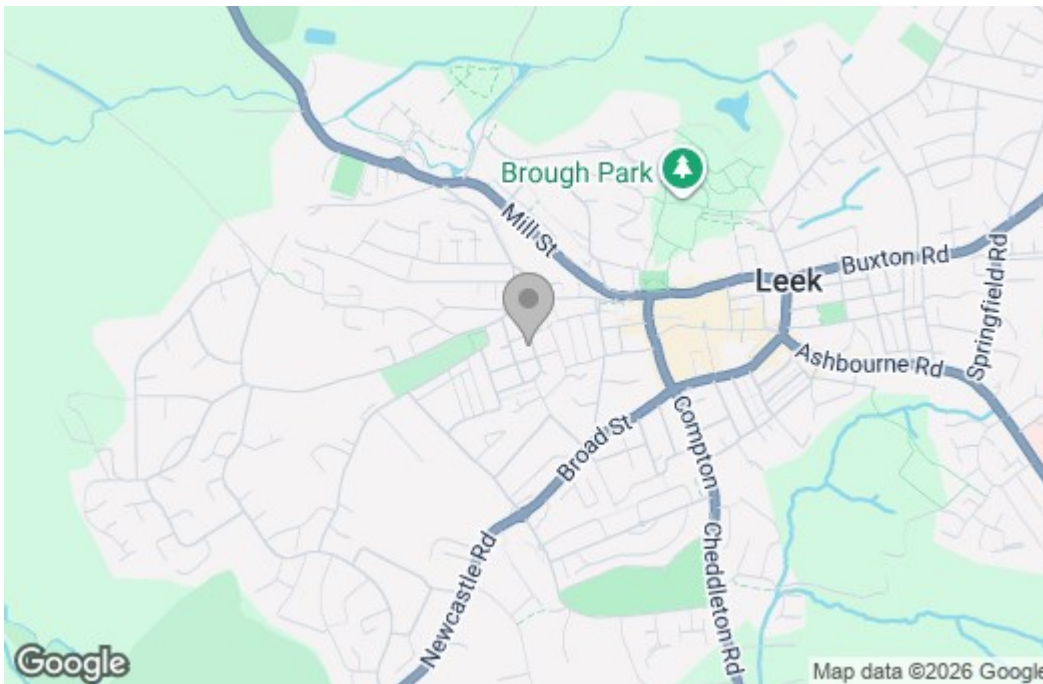 Brough Park
Mill St
Leek
Buxton Rd
Springfield Rd
Ashbourne Rd
Broad St
Compton
Cheddleton Rd
Newcastle Rd
Google
Map data ©2026 Google